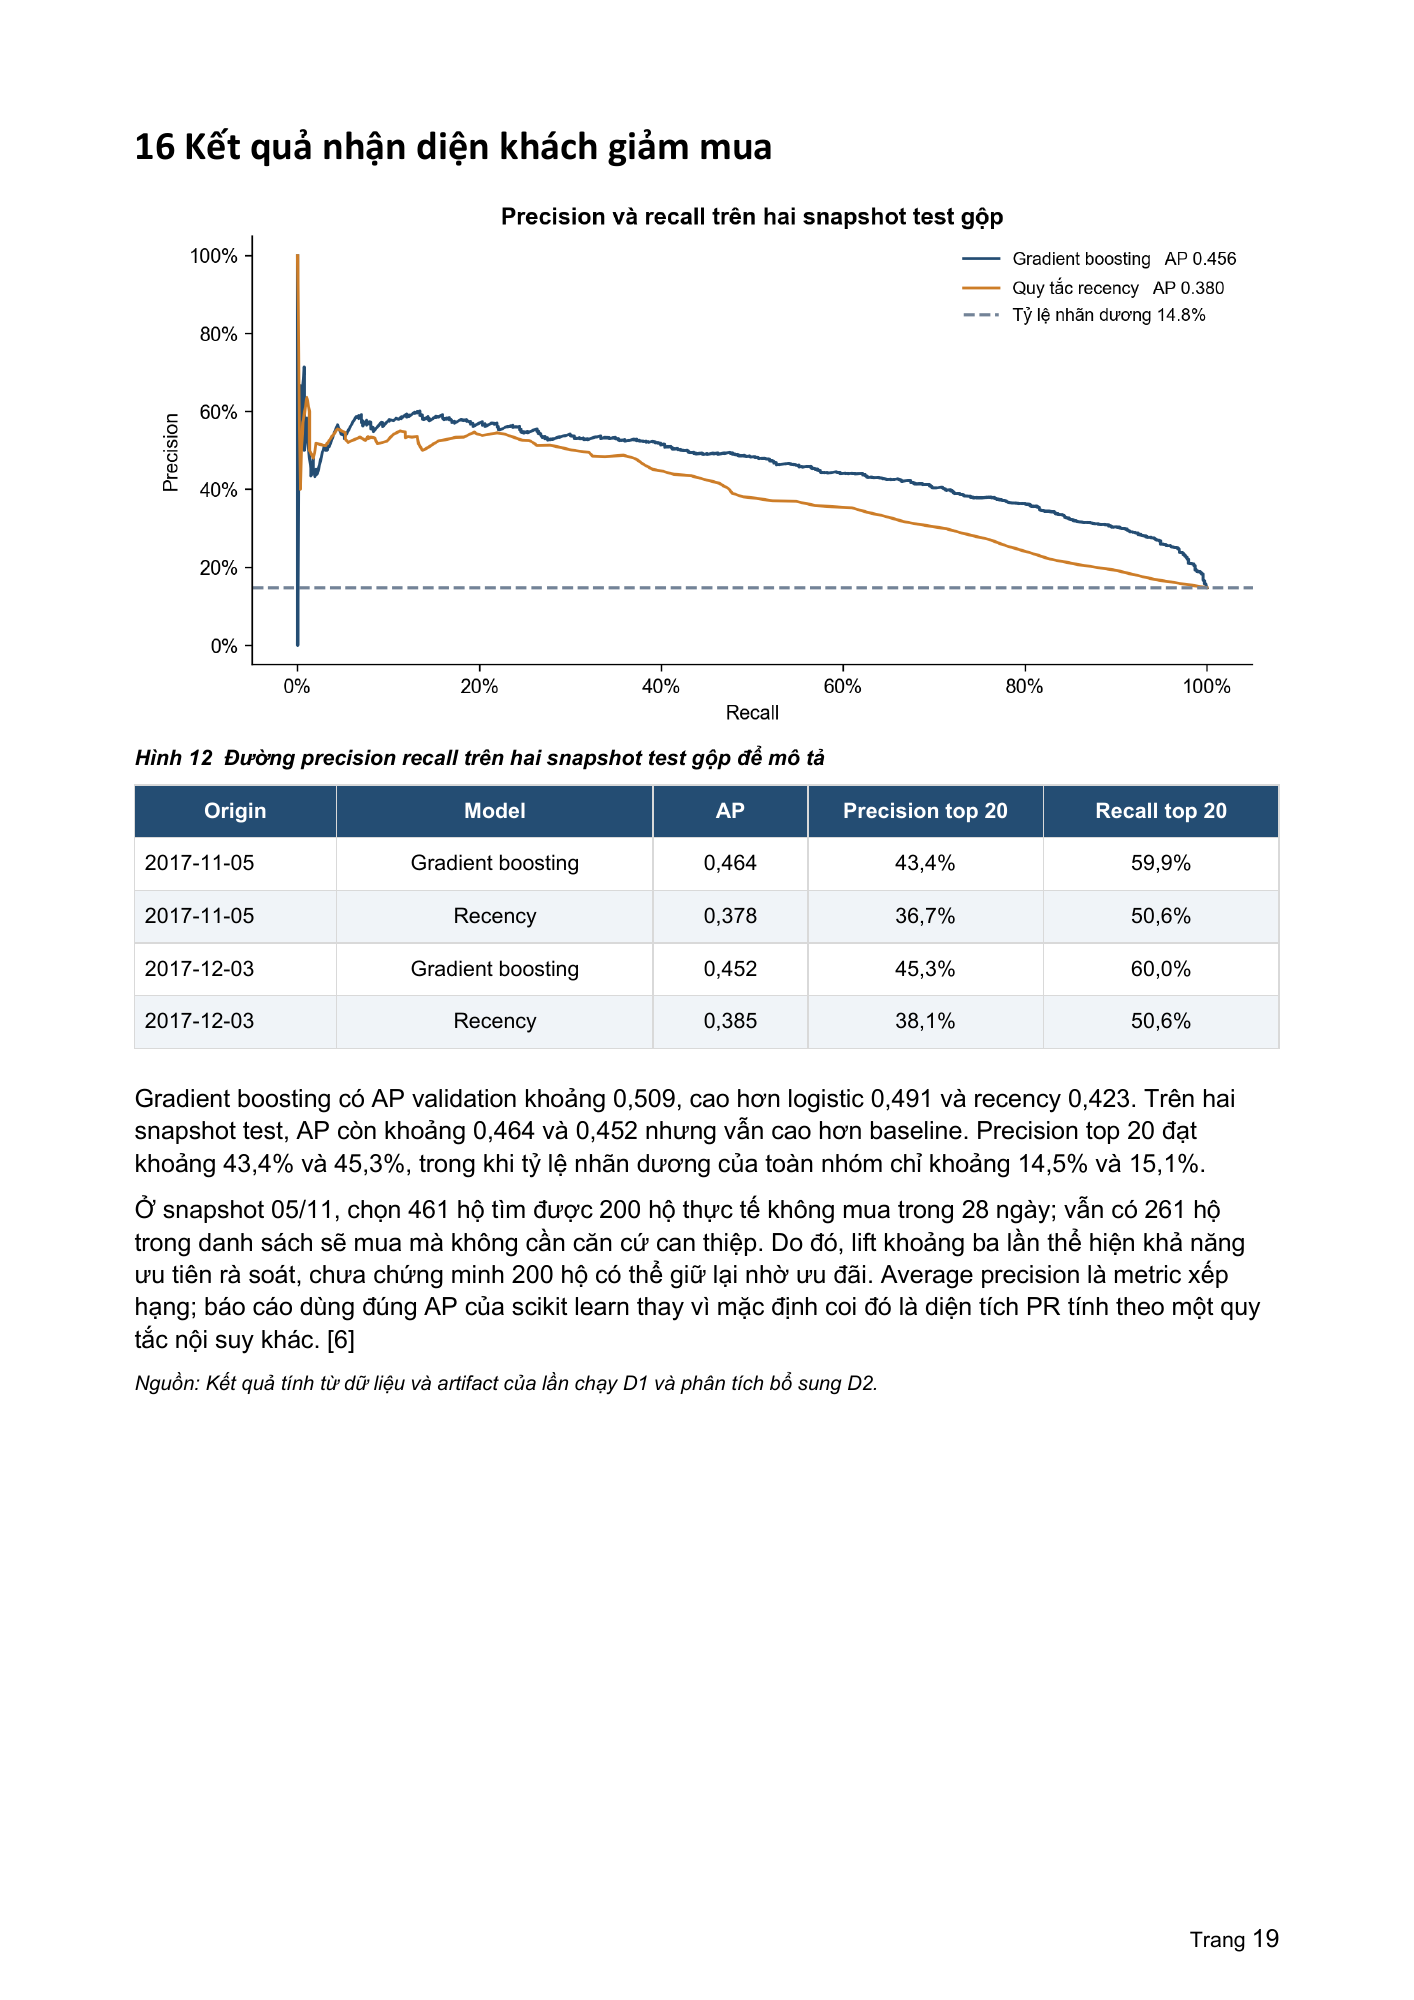 16 Kết quả nhận diện khách giảm mua
Precision và recall trên hai snapshot test gộp
100%
80%
60%
40%
20%
0%
Precision
Gradient boosting AP 0.456
Quy tắc recency AP 0.380
Tỷ lệ nhãn dương 14.8%
0% 20% 40% 60% 80% 100%
Recall
Hình 12 Đường precision recall trên hai snapshot test gộp để mô tả
Origin Model AP Precision top 20 Recall top 20
2017-11-05 Gradient boosting 0,464 43,4% 59,9%
2017-11-05 Recency 0,378 36,7% 50,6%
2017-12-03 Gradient boosting 0,452 45,3% 60,0%
2017-12-03 Recency 0,385 38,1% 50,6%
Gradient boosting có AP validation khoảng 0,509, cao hơn logistic 0,491 và recency 0,423. Trên hai
snapshot test, AP còn khoảng 0,464 và 0,452 nhưng vẫn cao hơn baseline. Precision top 20 đạt
khoảng 43,4% và 45,3%, trong khi tỷ lệ nhãn dương của toàn nhóm chỉ khoảng 14,5% và 15,1%.
Ở snapshot 05/11, chọn 461 hộ tìm được 200 hộ thực tế không mua trong 28 ngày; vẫn có 261 hộ
trong danh sách sẽ mua mà không cần căn cứ can thiệp. Do đó, lift khoảng ba lần thể hiện khả năng
ưu tiên rà soát, chưa chứng minh 200 hộ có thể giữ lại nhờ ưu đãi. Average precision là metric xếp
hạng; báo cáo dùng đúng AP của scikit learn thay vì mặc định coi đó là diện tích PR tính theo một quy
tắc nội suy khác. [6]
Nguồn: Kết quả tính từ dữ liệu và artifact của lần chạy D1 và phân tích bổ sung D2.
Trang 19